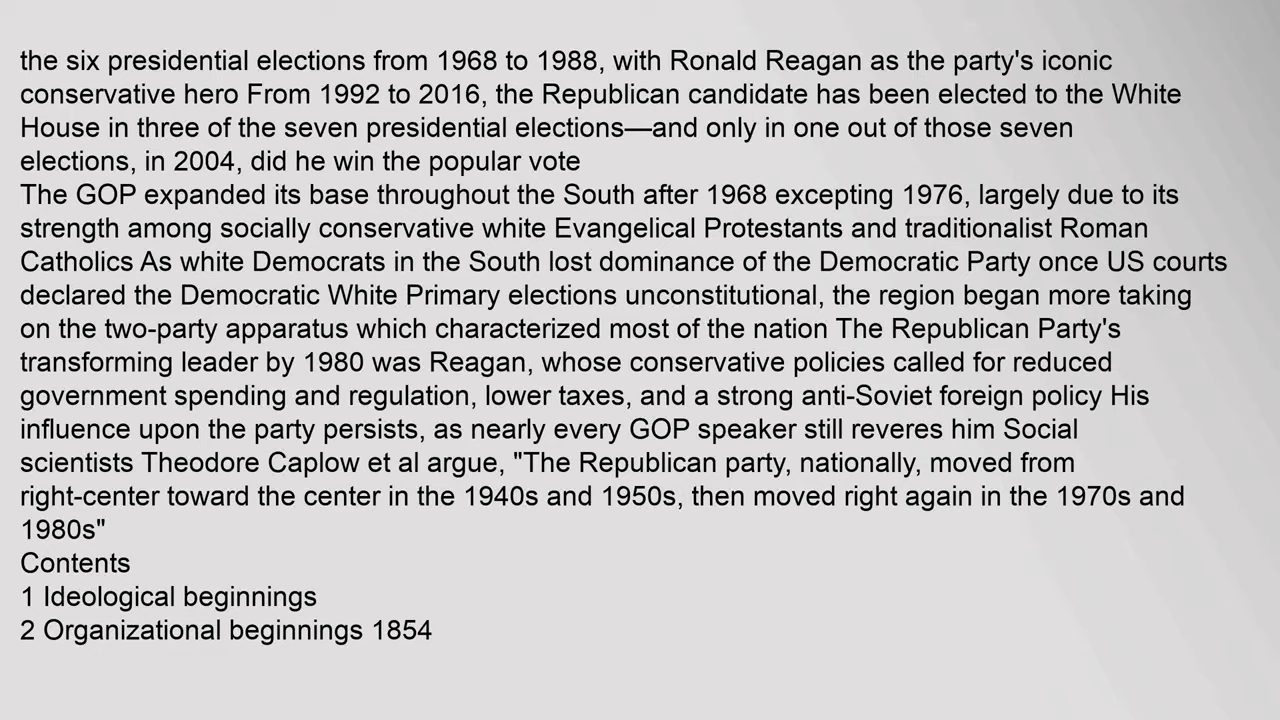 the six presidential elections from 1968 to 1988, with Ronald Reagan as the party's iconic
conservative hero From 1992 to 2016, the Republican candidate has been elected to the White
House in three of the seven presidential elections—and only in one out of those seven
elections, in 2004, did he win the popular vote
The GOP expanded its base throughout the South after 1968 excepting 1976, largely due to its
strength among socially conservative white Evangelical Protestants and traditionalist Roman
Catholics As white Democrats in the South lost dominance of the Democratic Party once US courts
declared the Democratic White Primary elections unconstitutional, the region began more taking
on the two-party apparatus which characterized most of the nation The Republican Party's
transforming leader by 1980 was Reagan, whose conservative policies called for reduced
government spending and regulation, lower taxes, and a strong anti-Soviet foreign policy His
influence upon the party persists, as nearly every GOP speaker still reveres him Social
scientists Theodore Caplow et al argue, "The Republican party, nationally, moved from
right-center toward the center in the 1940s and 1950s, then moved right again in the 1970s and
1980s"
Contents
1 Ideological beginnings
2 Organizational beginnings 1854